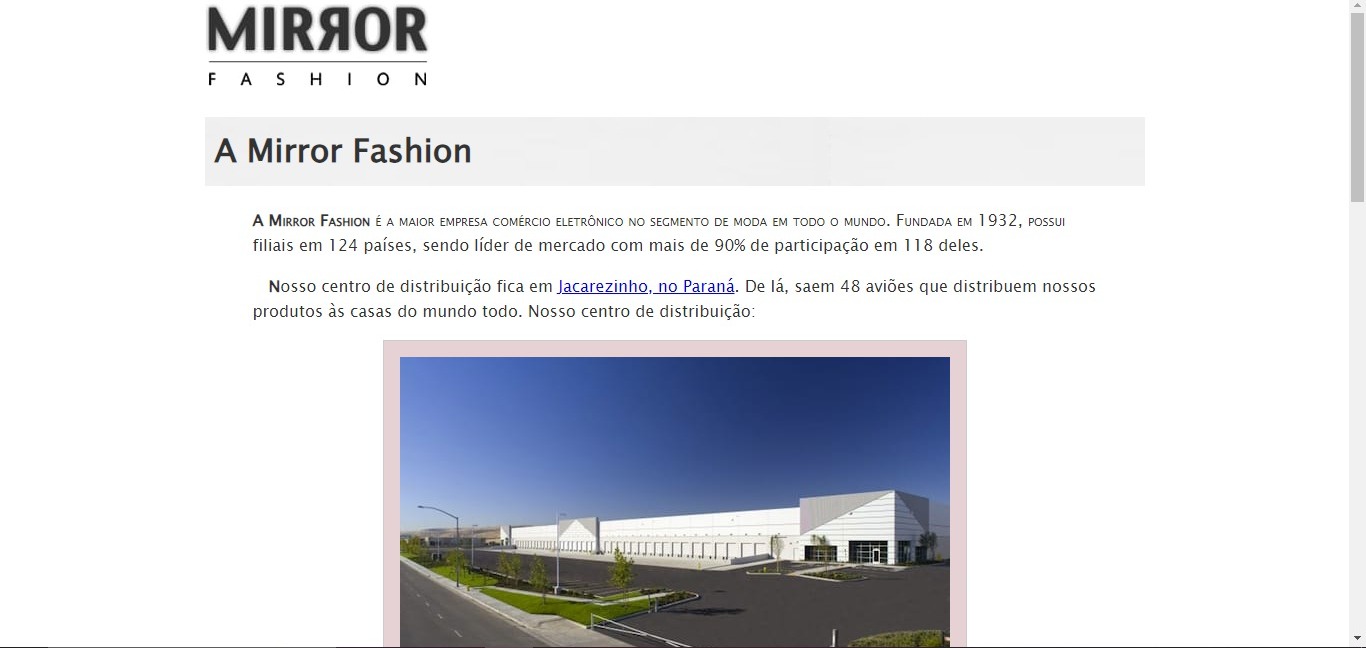 MIRROR
FASHION
A Mirror Fashion
A Mirror Fashion é a maior empresa comércio eletrônico no segmento de moda em todo o mundo. Fundada em 1932, possui
filiais em 124 países, sendo líder de mercado com mais de 90% de participação em 118 deles.
Nosso centro de distribuição fica em Jacarezinho, no Paraná. De lá, saem 48 aviões que distribuem nossos
produtos às casas do mundo todo. Nosso centro de distribuição: